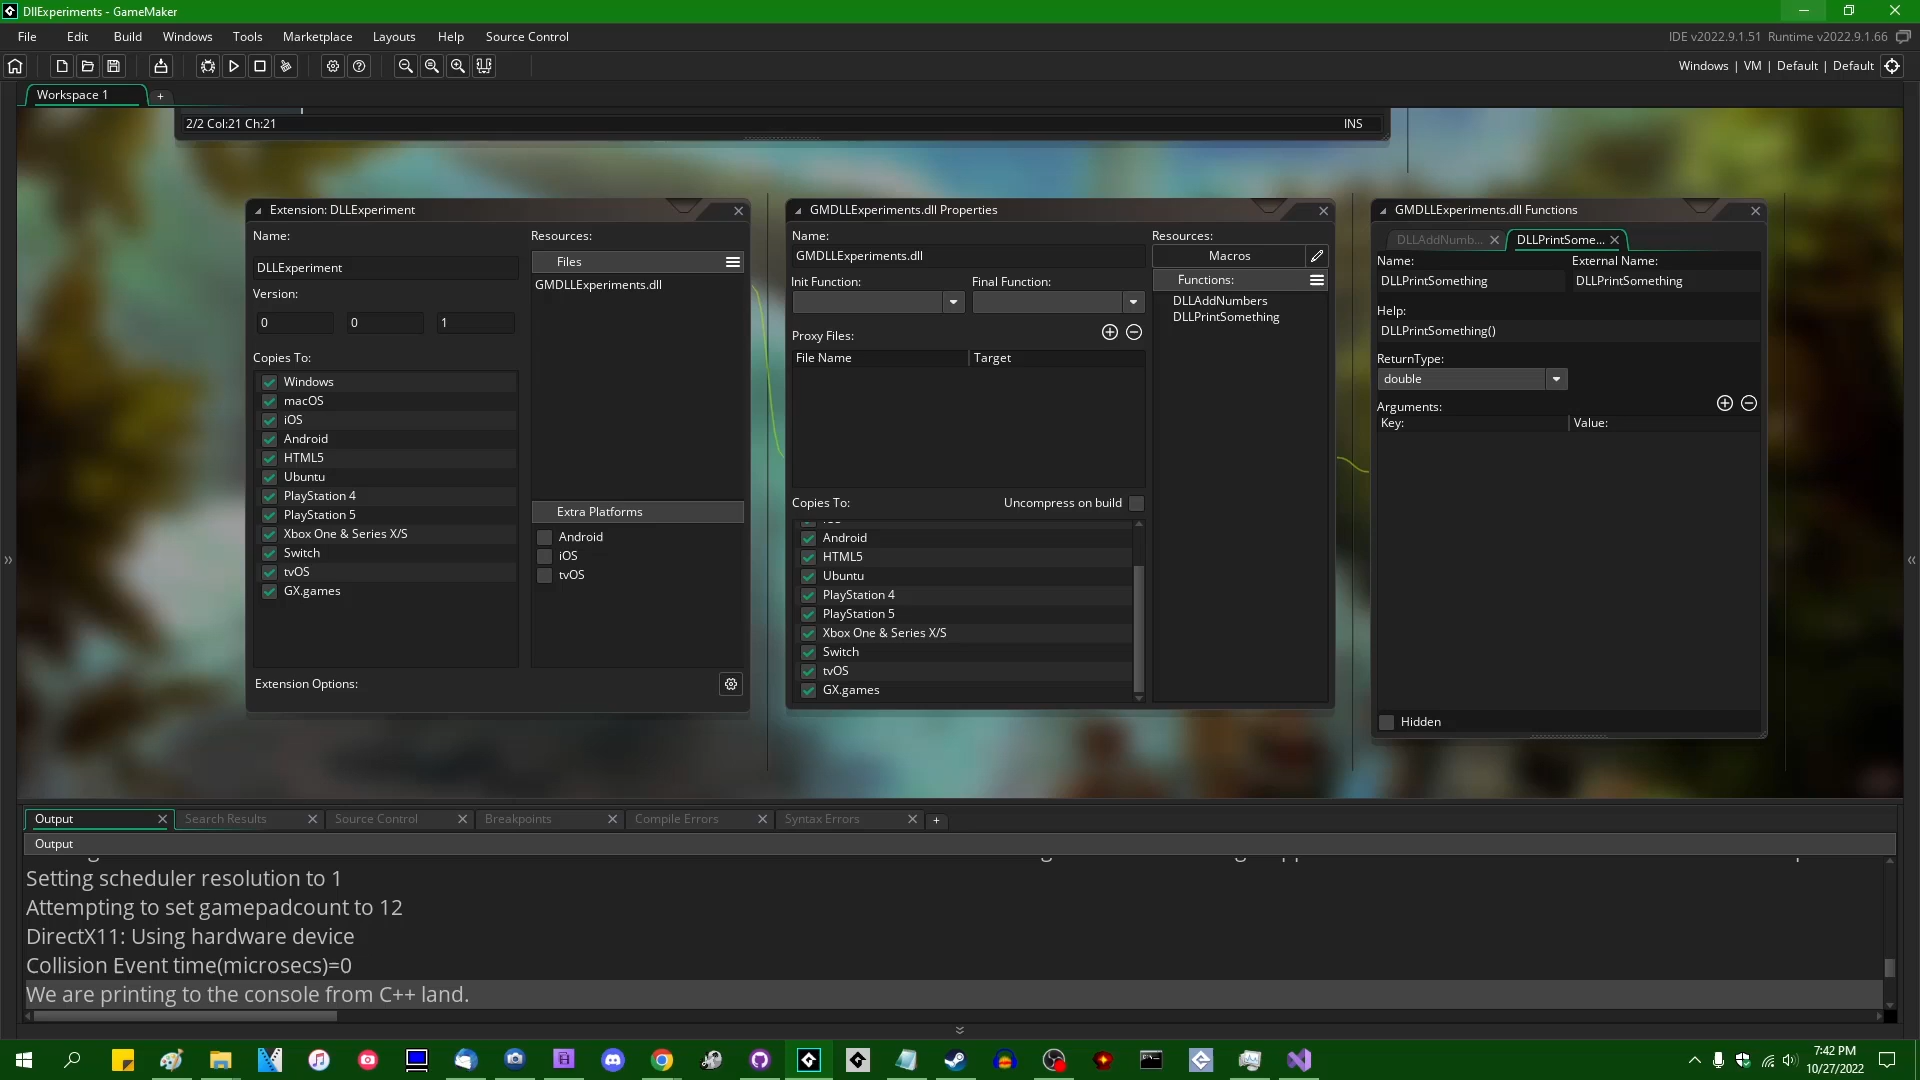 DllExperiments - GameMaker
File Edit Build Windows Tools Marketplace Layouts Help Source Control
IDE v2022.9.1.51 Runtime v2022.9.1.66
Windows | VM | Default | Default
Workspace 1
2/2 Col:21 Ch:21 INS
Extension: DLLExperiment
Name:
DLLExperiment
Version:
0 0 1
Copies To:
Windows
macOS
iOS
Android
HTML5
Ubuntu
PlayStation 4
PlayStation 5
Xbox One & Series X/S
Switch
tvOS
GX.games
Extension Options:
Resources:
Files
GMDLLExperiments.dll
Extra Platforms
Android
iOS
tvOS
GMDLLExperiments.dll Properties
Name:
GMDLLExperiments.dll
Init Function: Final Function:
Proxy Files:
File Name Target
Copies To: Uncompress on build
Android
HTML5
Ubuntu
PlayStation 4
PlayStation 5
Xbox One & Series X/S
Switch
tvOS
GX.games
Resources:
Macros
Functions:
DLLAddNumbers
DLLPrintSomething
GMDLLExperiments.dll Functions
DLLAddNumb... DLLPrintSome...
Name: External Name:
DLLPrintSomething DLLPrintSomething
Help:
DLLPrintSomething()
ReturnType:
double
Arguments:
Key: Value:
Hidden
Output Search Results Source Control Breakpoints Compile Errors Syntax Errors
Output
Setting scheduler resolution to 1
Attempting to set gamepadcount to 12
DirectX11: Using hardware device
Collision Event time(microsecs)=0
We are printing to the console from C++ land.
7:42 PM
10/27/2022